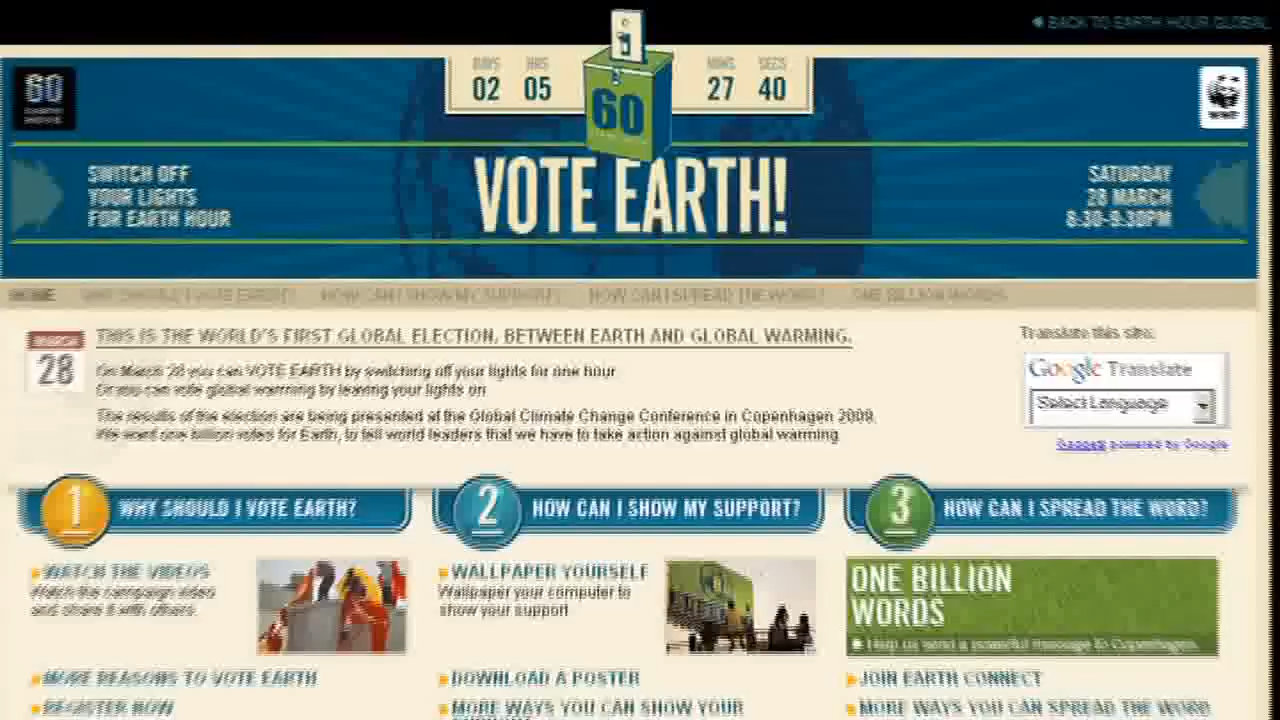 BACK TO EARTH HOUR GLOBAL
DAYS HRS MINS SECS
02 05 27 40
60
60
WWF
SWITCH OFF
YOUR LIGHTS
FOR EARTH HOUR
VOTE EARTH!
SATURDAY
28 MARCH
8:30-9:30PM
HOME WHY SHOULD I VOTE EARTH? HOW CAN I SHOW MY SUPPORT? HOW CAN I SPREAD THE WORD? ONE BILLION WORDS
MARCH
28
THIS IS THE WORLD'S FIRST GLOBAL ELECTION, BETWEEN EARTH AND GLOBAL WARMING.
On March 28 you can VOTE EARTH by switching off your lights for one hour
Or you can vote global warming by leaving your lights on
The results of the election are being presented at the Global Climate Change Conference in Copenhagen 2009.
We want one billion votes for Earth, to tell world leaders that we have to take action against global warming
Translate this site:
Google Translate
Select Language
Gadgets powered by Google
1 WHY SHOULD I VOTE EARTH?
2 HOW CAN I SHOW MY SUPPORT?
3 HOW CAN I SPREAD THE WORD?
WATCH THE VIDEOS
Watch the campaign video
and share it with others
MORE REASONS TO VOTE EARTH
REGISTER NOW
WALLPAPER YOURSELF
Wallpaper your computer to
show your support
DOWNLOAD A POSTER
MORE WAYS YOU CAN SHOW YOUR
ONE BILLION
WORDS
Help us send a powerful message to Copenhagen
JOIN EARTH CONNECT
MORE WAYS YOU CAN SPREAD THE WORD